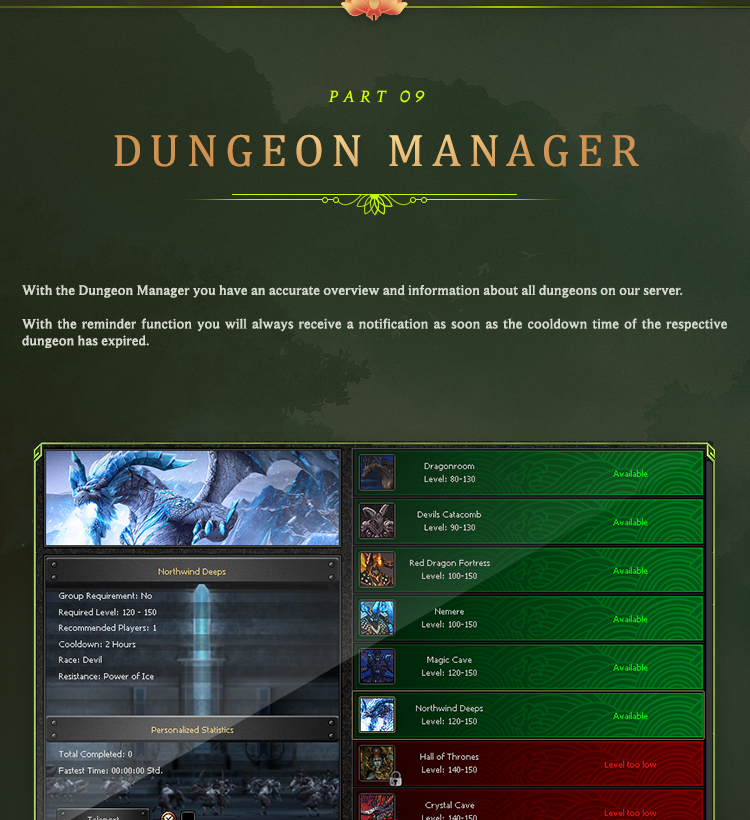 PART 09
DUNGEON MANAGER
With the Dungeon Manager you have an accurate overview and information about all dungeons on our server.
With the reminder function you will always receive a notification as soon as the cooldown time of the respective
dungeon has expired.
Northwind Deeps
Group Requirement: No
Required Level: 120 - 150
Recommended Players: 1
Cooldown: 2 Hours
Race: Devil
Resistance: Power of Ice
Personalized Statistics
Total Completed: 0
Fastest Time: 00:00:00 Std.
Teleport
Dragonroom
Level: 80-130
Available
Devils Catacomb
Level: 90-130
Available
Red Dragon Fortress
Level: 100-150
Available
Nemere
Level: 100-150
Available
Magic Cave
Level: 120-150
Available
Northwind Deeps
Level: 120-150
Available
Hall of Thrones
Level: 140-150
Level too low
Crystal Cave
Level: 140-150
Level too low